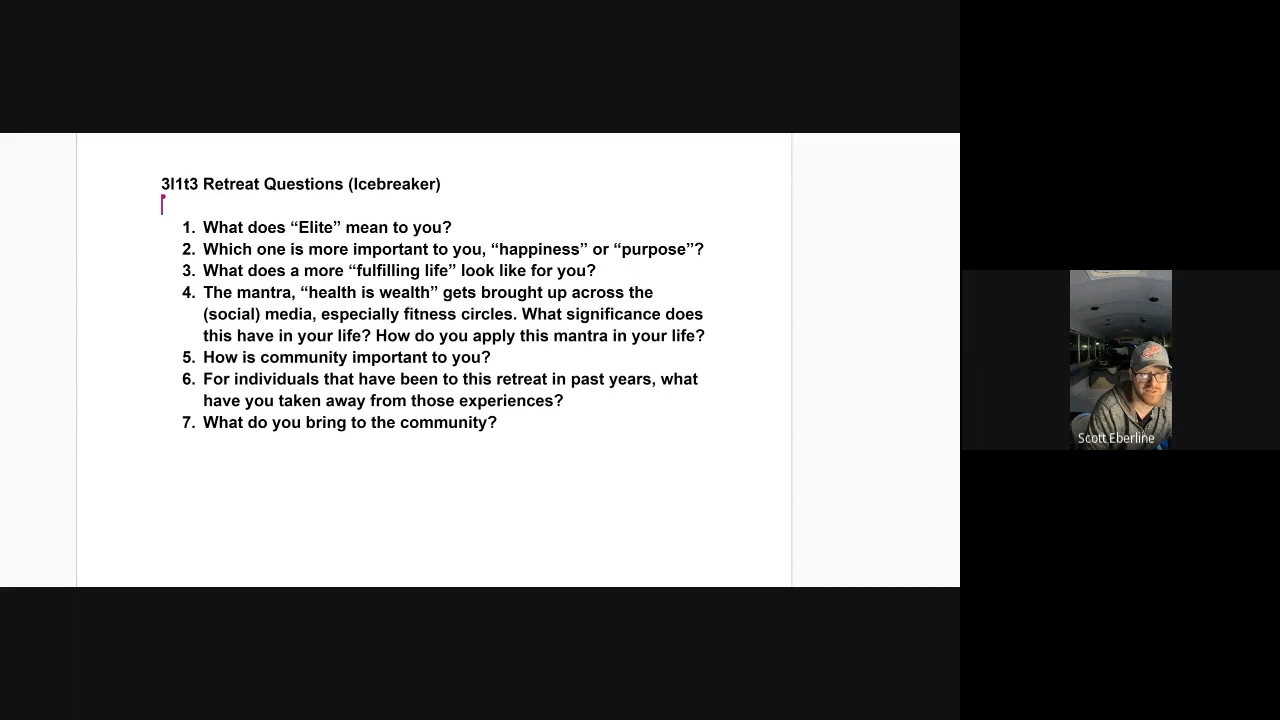 3l1t3 Retreat Questions (Icebreaker)
1. What does “Elite” mean to you?
2. Which one is more important to you, “happiness” or “purpose”?
3. What does a more “fulfilling life” look like for you?
4. The mantra, “health is wealth” gets brought up across the
(social) media, especially fitness circles. What significance does
this have in your life? How do you apply this mantra in your life?
5. How is community important to you?
6. For individuals that have been to this retreat in past years, what
have you taken away from those experiences?
7. What do you bring to the community?
Scott Eberline